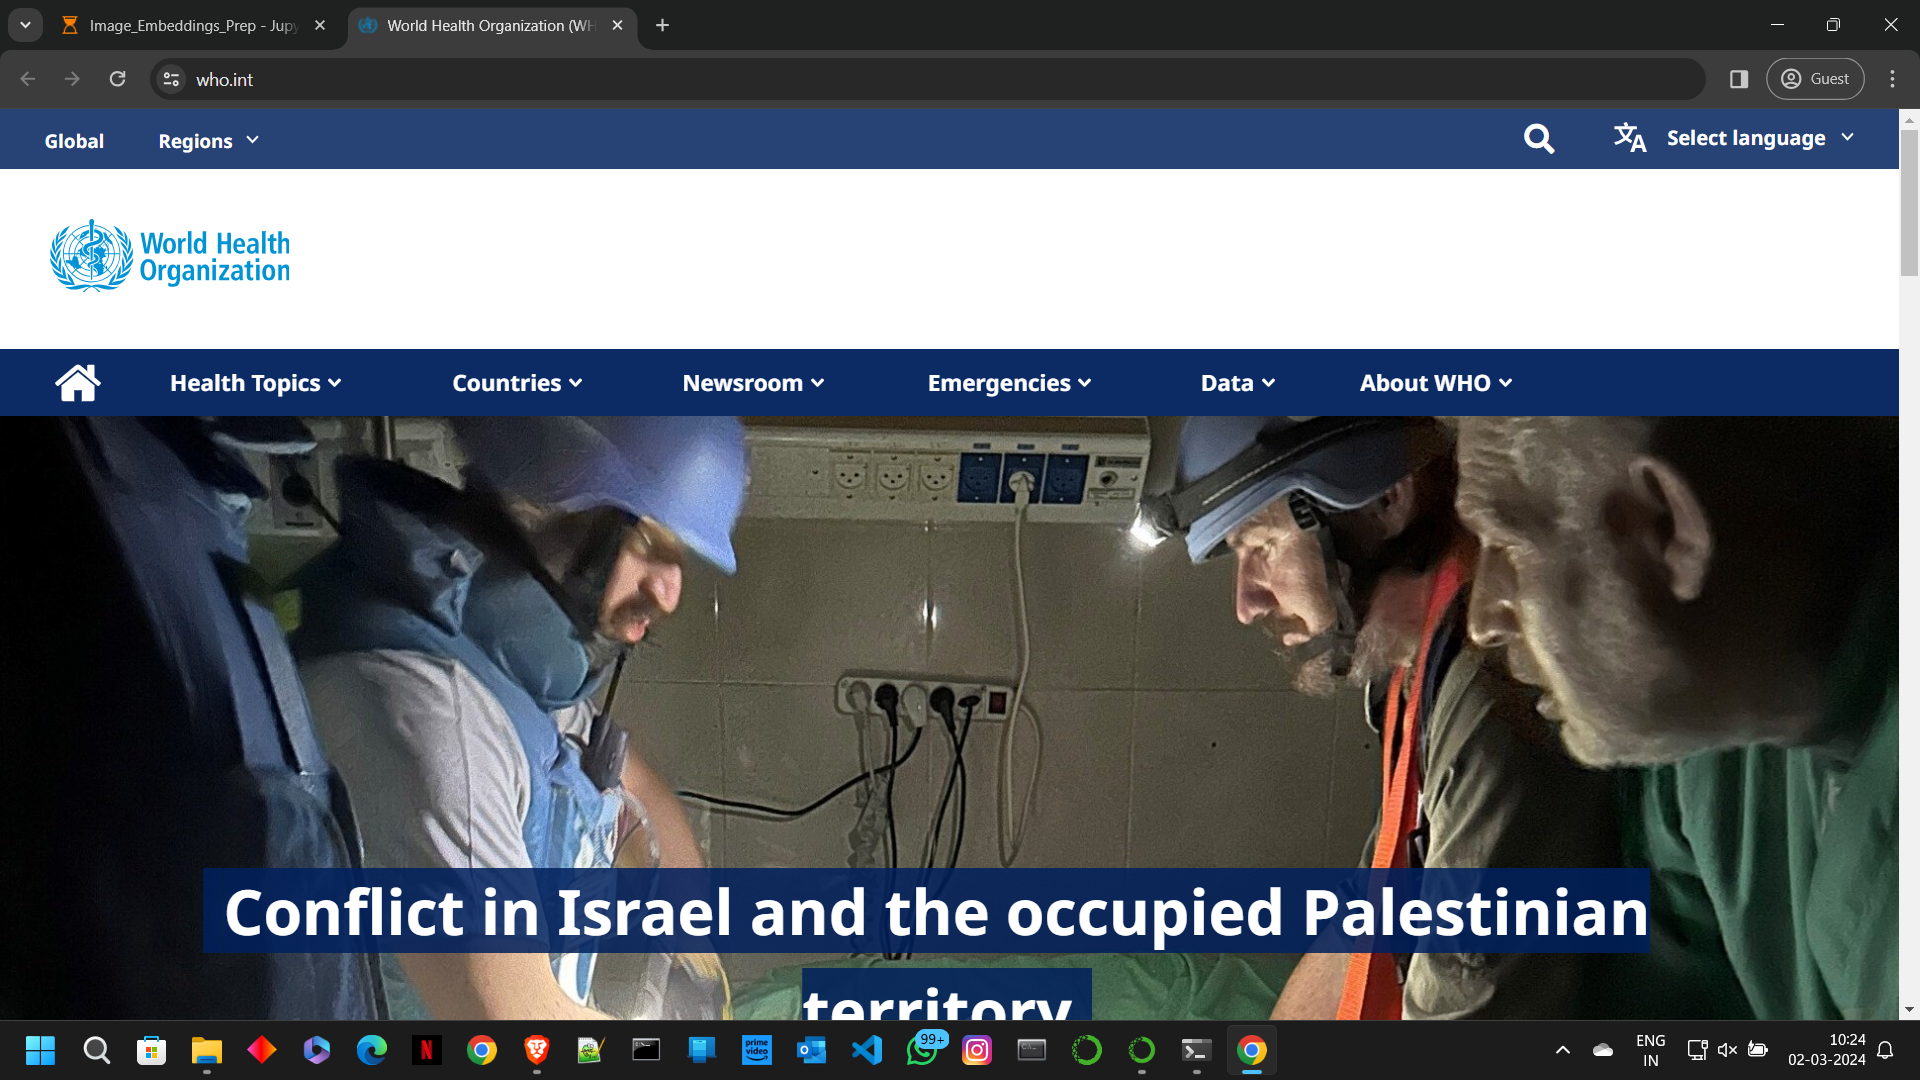 Image_Embeddings_Prep - Jupy
World Health Organization (WH
who.int
Guest
Global
Regions
Select language
World Health
Organization
Health Topics
Countries
Newsroom
Emergencies
Data
About WHO
Conflict in Israel and the occupied Palestinian
territory
99+
prime
video
ENG
IN
10:24
02-03-2024